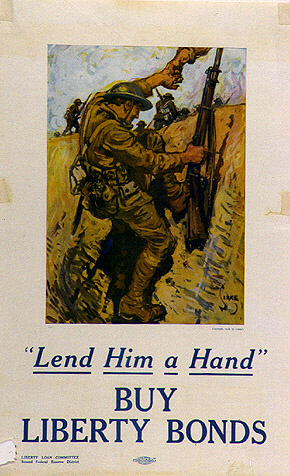 "Lend Him a Hand"
BUY
LIBERTY BONDS
LIBERTY LOAN COMMITTEE
Second Federal Reserve District